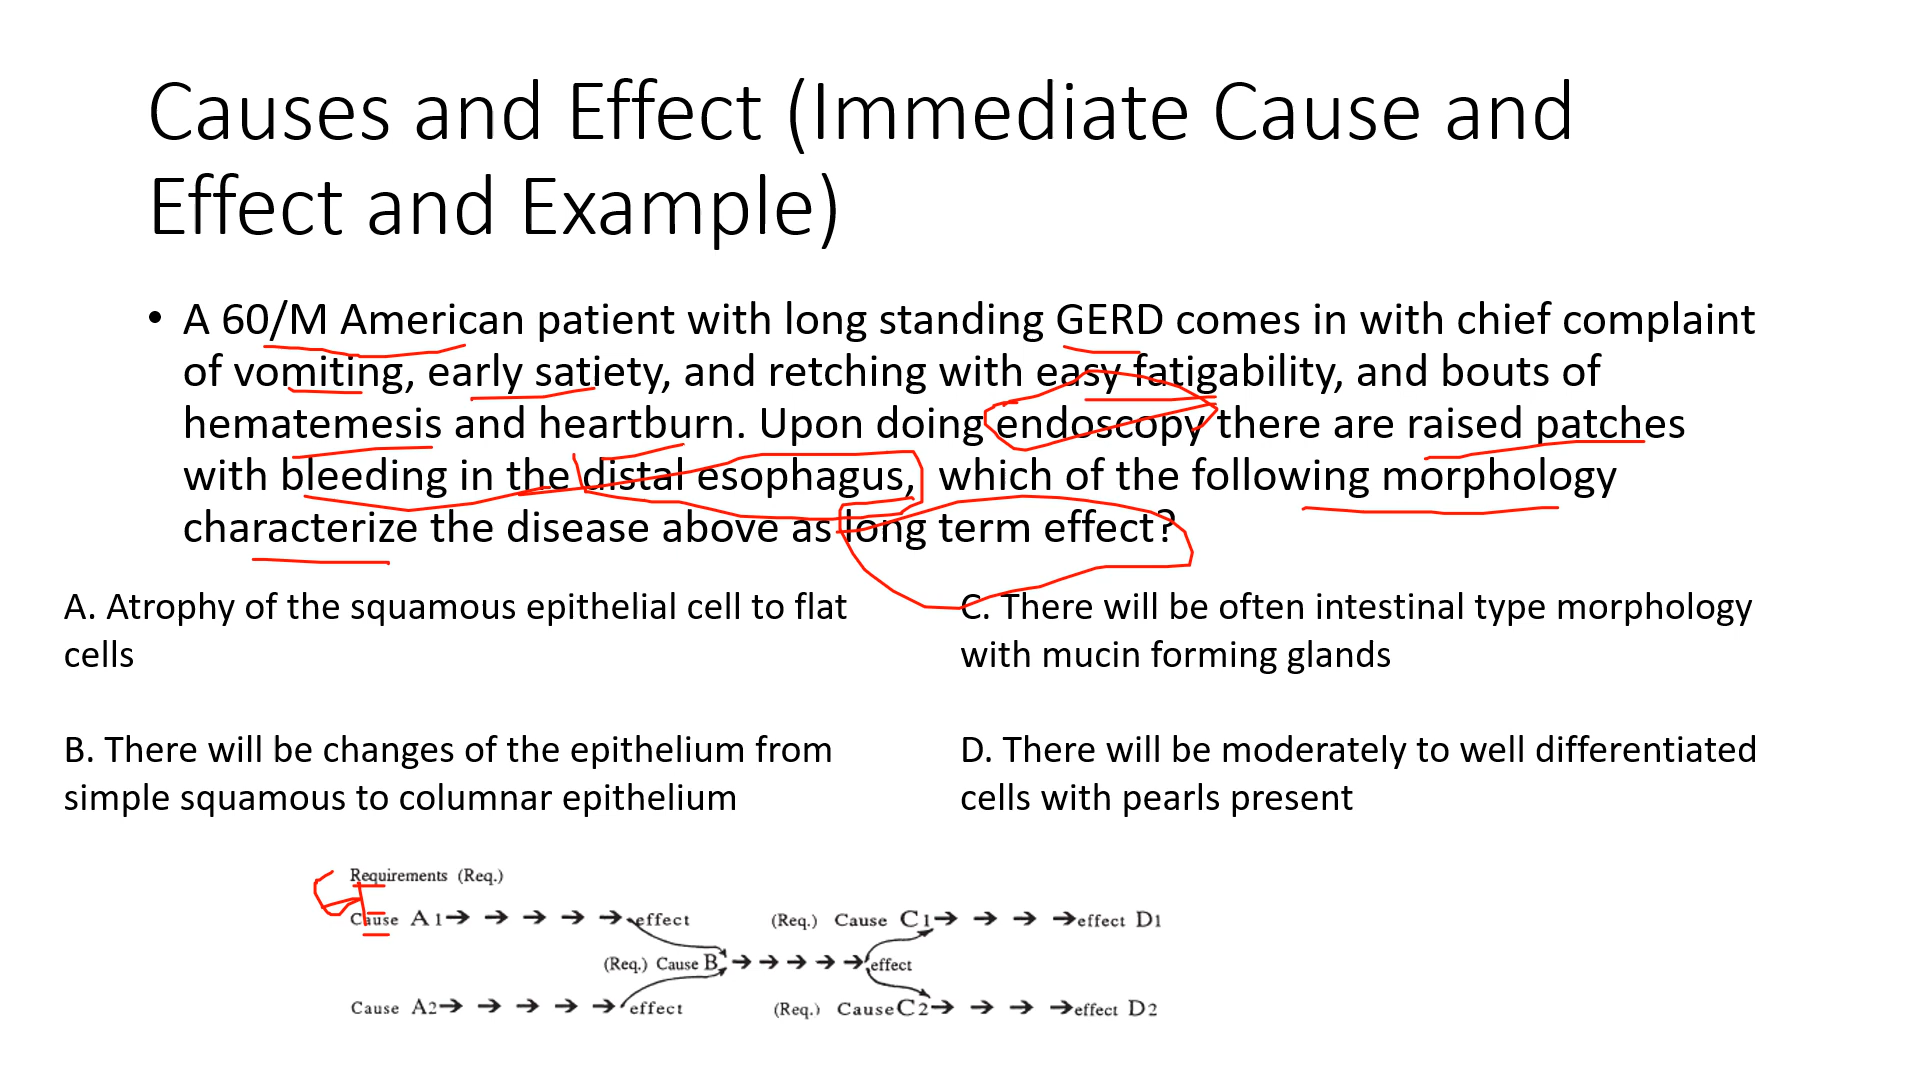 Causes and Effect (Immediate Cause and
Effect and Example)
• A 60/M American patient with long standing GERD comes in with chief complaint
of vomiting, early satiety, and retching with easy fatigability, and bouts of
hematemesis and heartburn. Upon doing endoscopy there are raised patches
with bleeding in the distal esophagus, which of the following morphology
characterize the disease above as long term effect?
A. Atrophy of the squamous epithelial cell to flat
cells
B. There will be changes of the epithelium from
simple squamous to columnar epithelium
C. There will be often intestinal type morphology
with mucin forming glands
D. There will be moderately to well differentiated
cells with pearls present
Requirements (Req.)
Cause A1→ → → → →effect (Req.) Cause C1→ → → →effect D1
(Req.) Cause B→ → → → →effect
Cause A2→ → → → →effect (Req.) Cause C2→ → → →effect D2